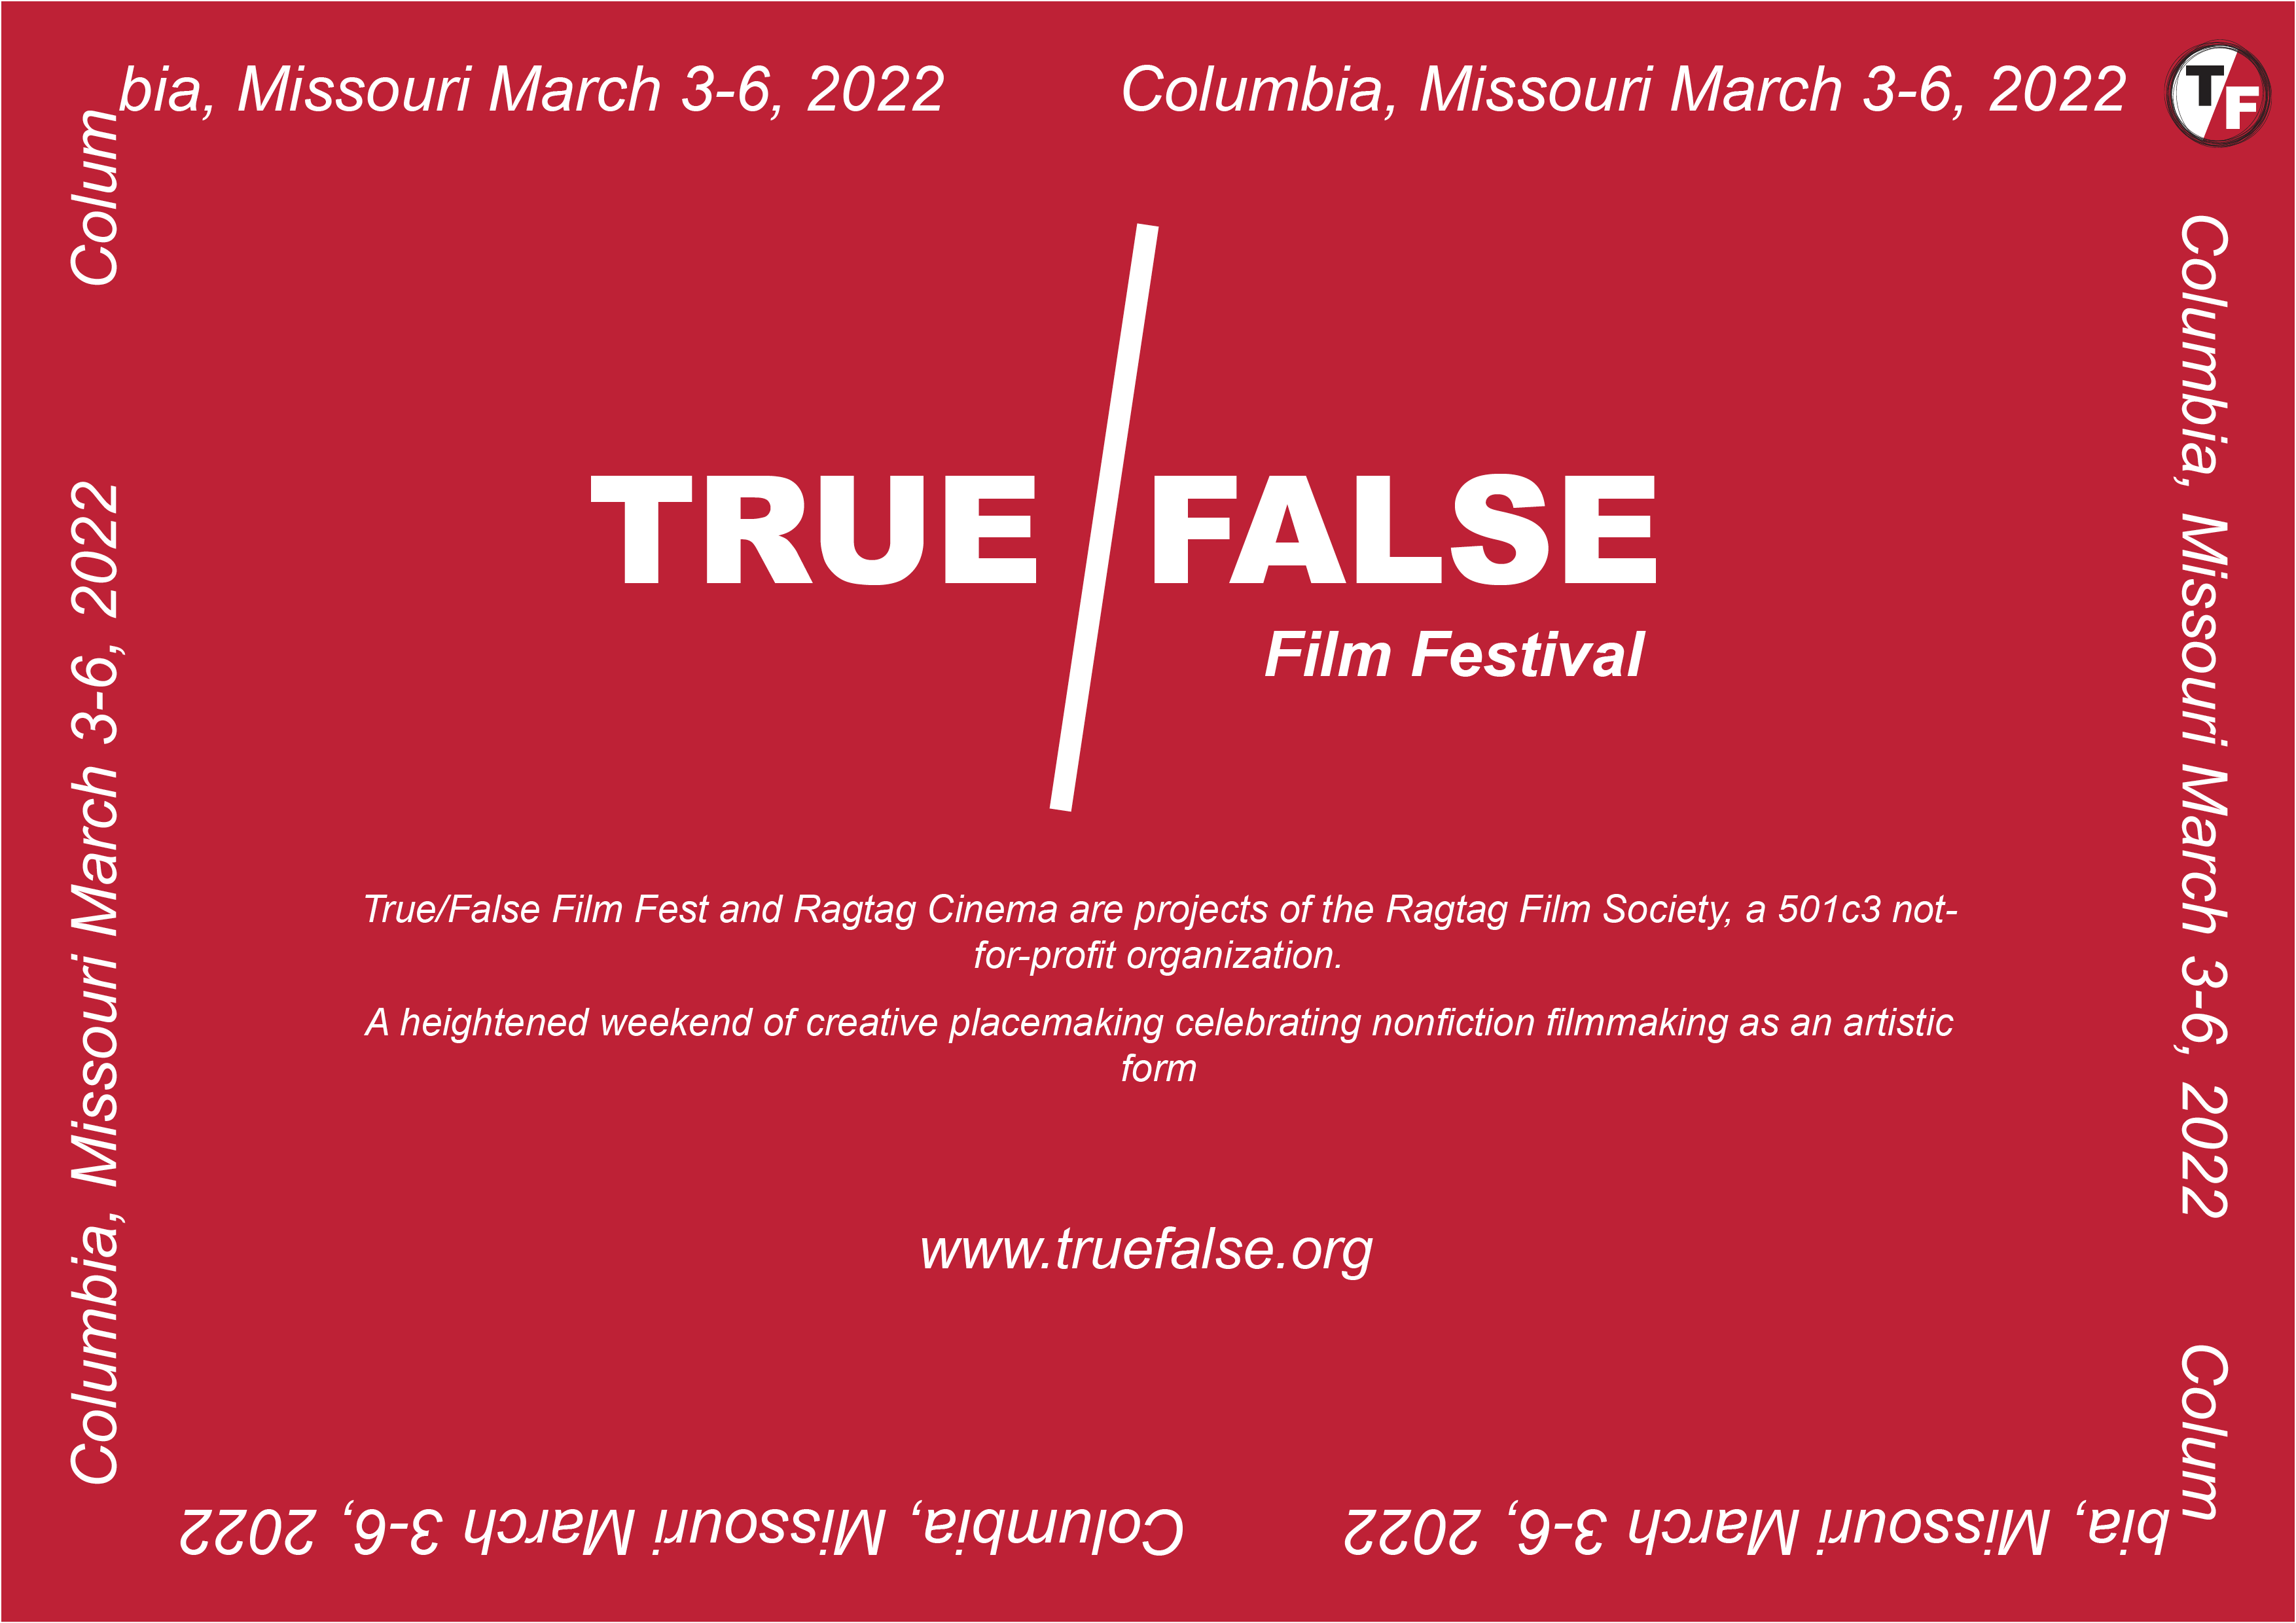 bia, Missouri March 3-6, 2022
Columbia, Missouri March 3-6, 2022
T/F
Columbia, Missouri March 3-6, 2022
Colum
TRUE/FALSE
Film Festival
True/False Film Fest and Ragtag Cinema are projects of the Ragtag Film Society, a 501c3 not-
for-profit organization.
A heightened weekend of creative placemaking celebrating nonfiction filmmaking as an artistic
form
www.truefalse.org
Columbia, Missouri March 3-6, 2022
Colum
bia, Missouri March 3-6, 2022
Columbia, Missouri March 3-6, 2022